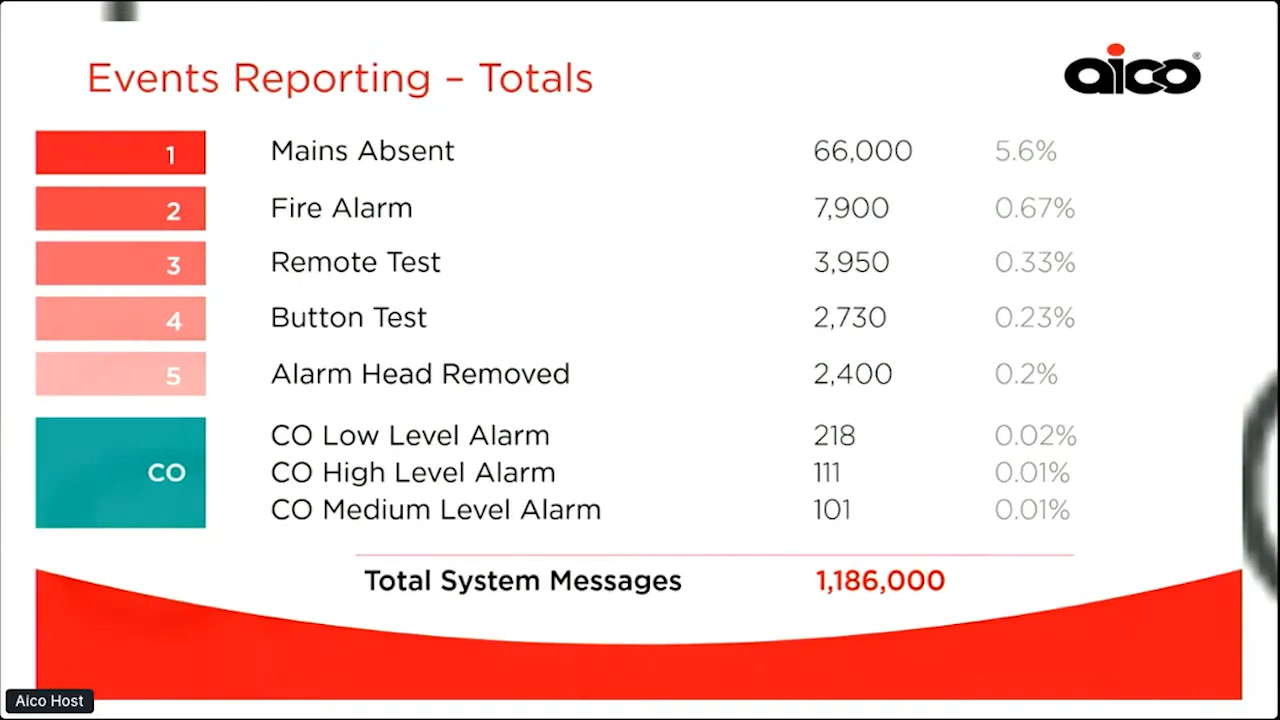 Events Reporting – Totals
aico®
1 Mains Absent 66,000 5.6%
2 Fire Alarm 7,900 0.67%
3 Remote Test 3,950 0.33%
4 Button Test 2,730 0.23%
5 Alarm Head Removed 2,400 0.2%
CO Low Level Alarm 218 0.02%
CO CO High Level Alarm 111 0.01%
CO Medium Level Alarm 101 0.01%
Total System Messages 1,186,000
Aico Host